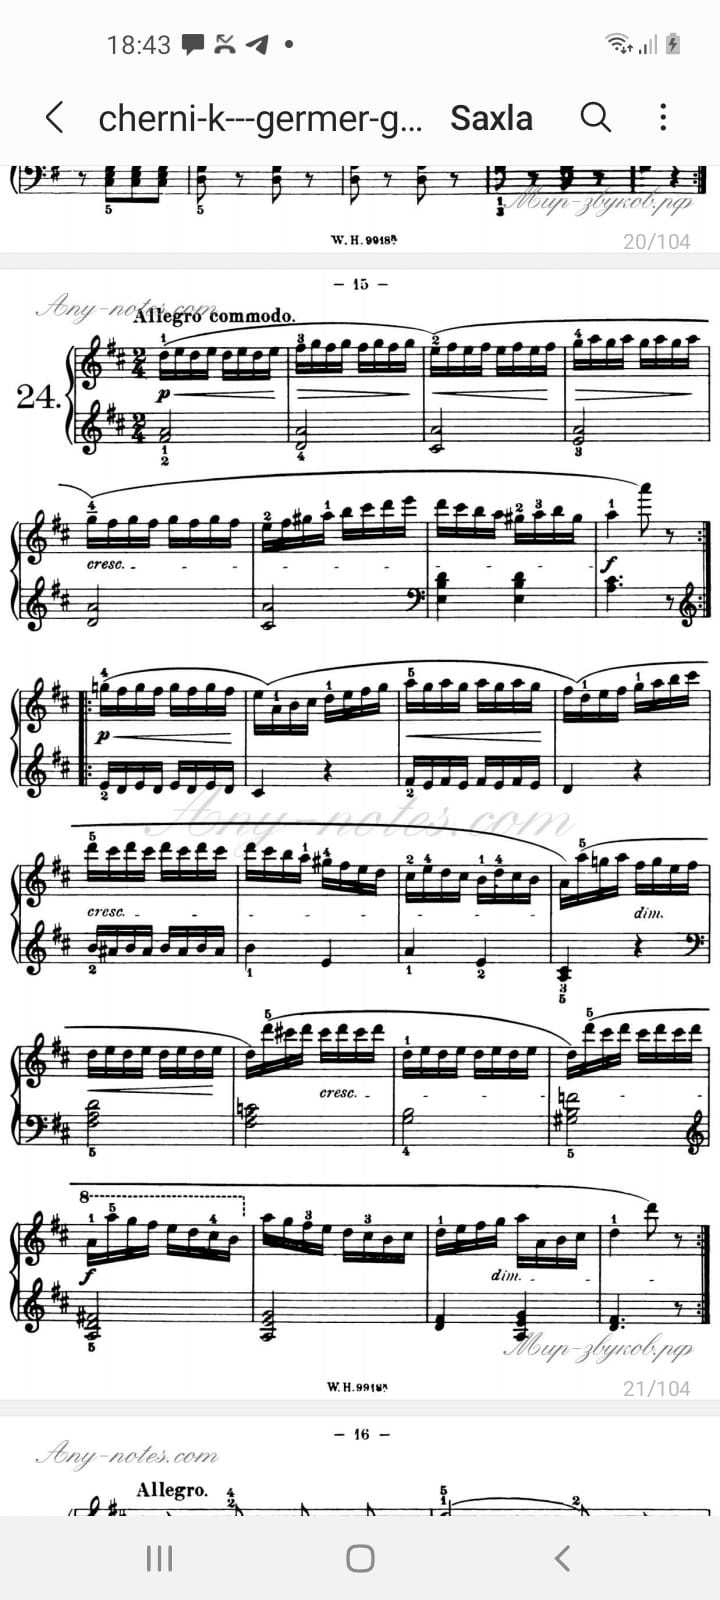 18:43
cherni-k---germer-g... Saxla
5 5 1 3
Мир-звуков.рф
W. H. 9918ᴬ
20/104
– 15 –
Any-notes.com
Allegro commodo.
24.
1 3 2 4
p
1 2 4 3
4 2 1 2 3 1
cresc.
f
4 1 1 5 1 1
p
2 2
Any-notes.com
5 1 4 2 4 1 4 5
cresc. dim.
2 1 1 2 3 5
5 1 5
cresc.
5 4 5
8
1 5 4 3 3 1 1
f dim.
5
Мир-звуков.рф
W. H. 9918ᴬ
21/104
– 16 –
Any-notes.com
Allegro.
4 2 5 1 2